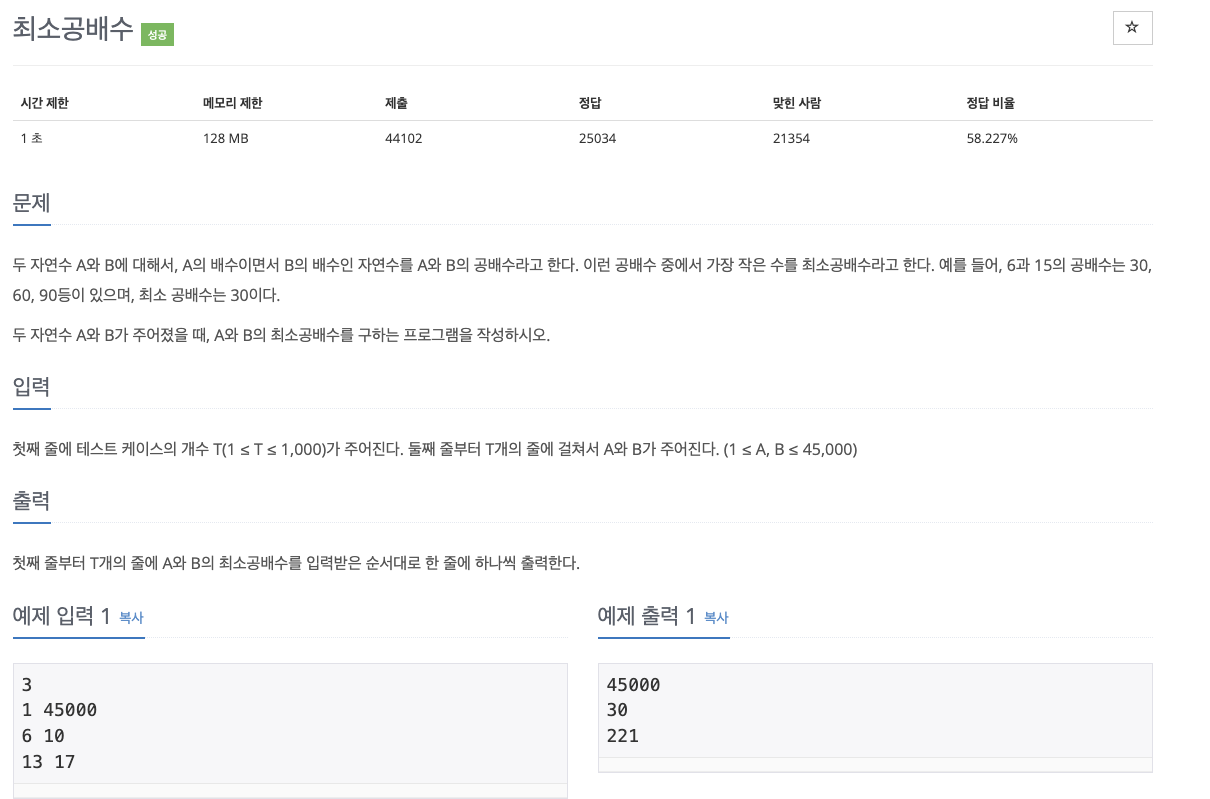 최소공배수 성공
☆
시간 제한 메모리 제한 제출 정답 맞힌 사람 정답 비율
1 초 128 MB 44102 25034 21354 58.227%
문제
두 자연수 A와 B에 대해서, A의 배수이면서 B의 배수인 자연수를 A와 B의 공배수라고 한다. 이런 공배수 중에서 가장 작은 수를 최소공배수라고 한다. 예를 들어, 6과 15의 공배수는 30,
60, 90등이 있으며, 최소 공배수는 30이다.
두 자연수 A와 B가 주어졌을 때, A와 B의 최소공배수를 구하는 프로그램을 작성하시오.
입력
첫째 줄에 테스트 케이스의 개수 T(1 ≤ T ≤ 1,000)가 주어진다. 둘째 줄부터 T개의 줄에 걸쳐서 A와 B가 주어진다. (1 ≤ A, B ≤ 45,000)
출력
첫째 줄부터 T개의 줄에 A와 B의 최소공배수를 입력받은 순서대로 한 줄에 하나씩 출력한다.
예제 입력 1 복사
3
1 45000
6 10
13 17
예제 출력 1 복사
45000
30
221